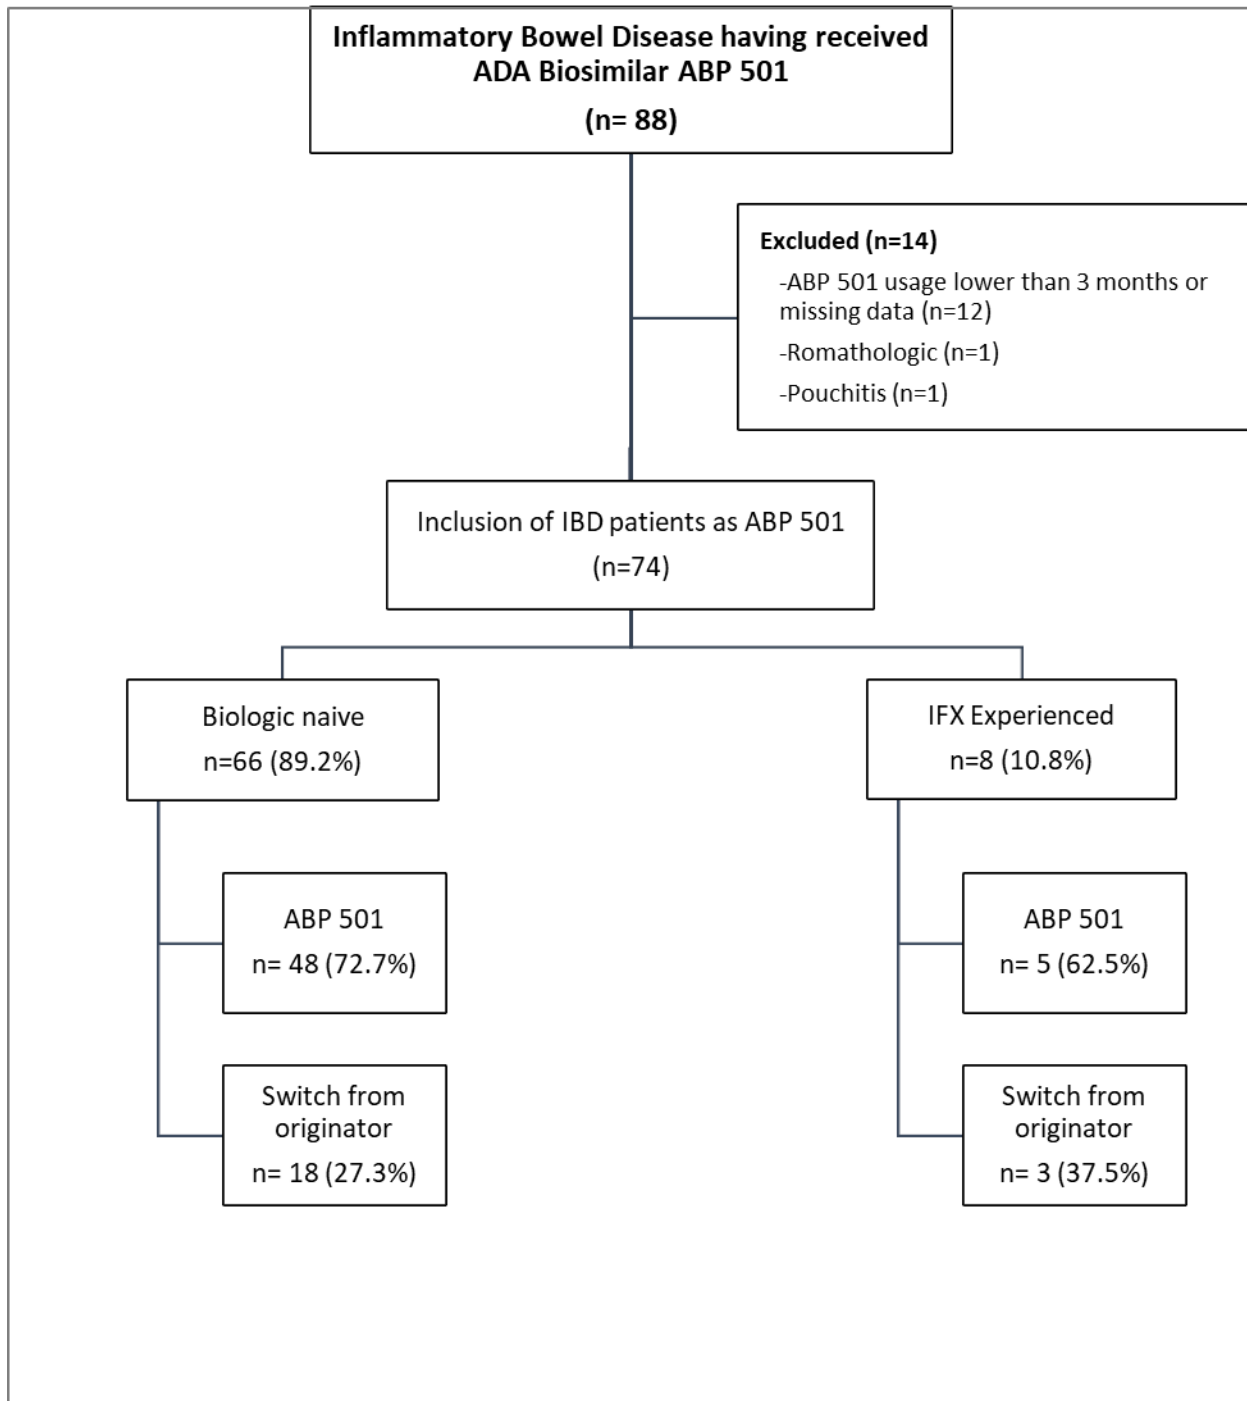 Inflammatory Bowel Disease having received
ADA Biosimilar ABP 501
(n= 88)
Excluded (n=14)
-ABP 501 usage lower than 3 months or
missing data (n=12)
-Romathologic (n=1)
-Pouchitis (n=1)
Inclusion of IBD patients as ABP 501
(n=74)
Biologic naive
n=66 (89.2%)
IFX Experienced
n=8 (10.8%)
ABP 501
n= 48 (72.7%)
ABP 501
n= 5 (62.5%)
Switch from
originator
n= 18 (27.3%)
Switch from
originator
n= 3 (37.5%)